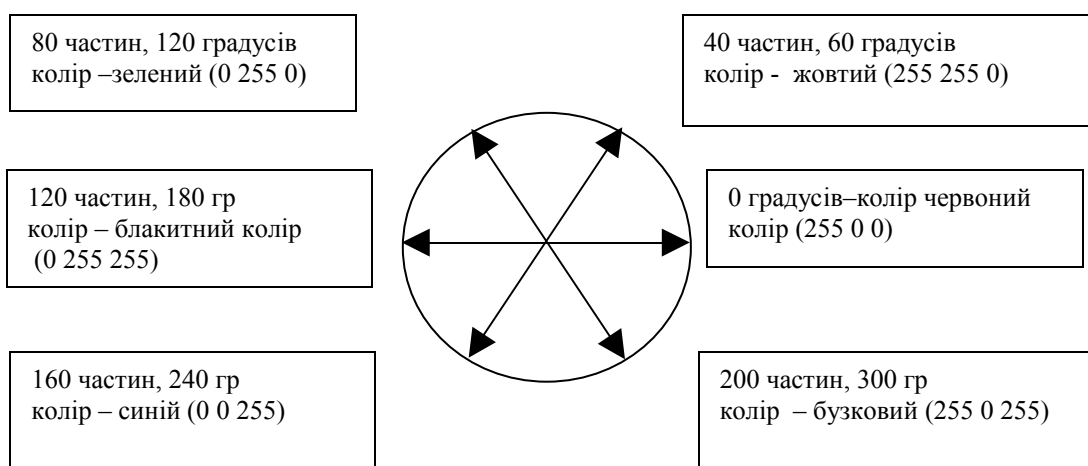 80 частин, 120 градусів
колір –зелений (0 255 0)
40 частин, 60 градусів
колір - жовтий (255 255 0)
120 частин, 180 гр
колір – блакитний колір
(0 255 255)
0 градусів–колір червоний
колір (255 0 0)
160 частин, 240 гр
колір – синій (0 0 255)
200 частин, 300 гр
колір – бузковий (255 0 255)